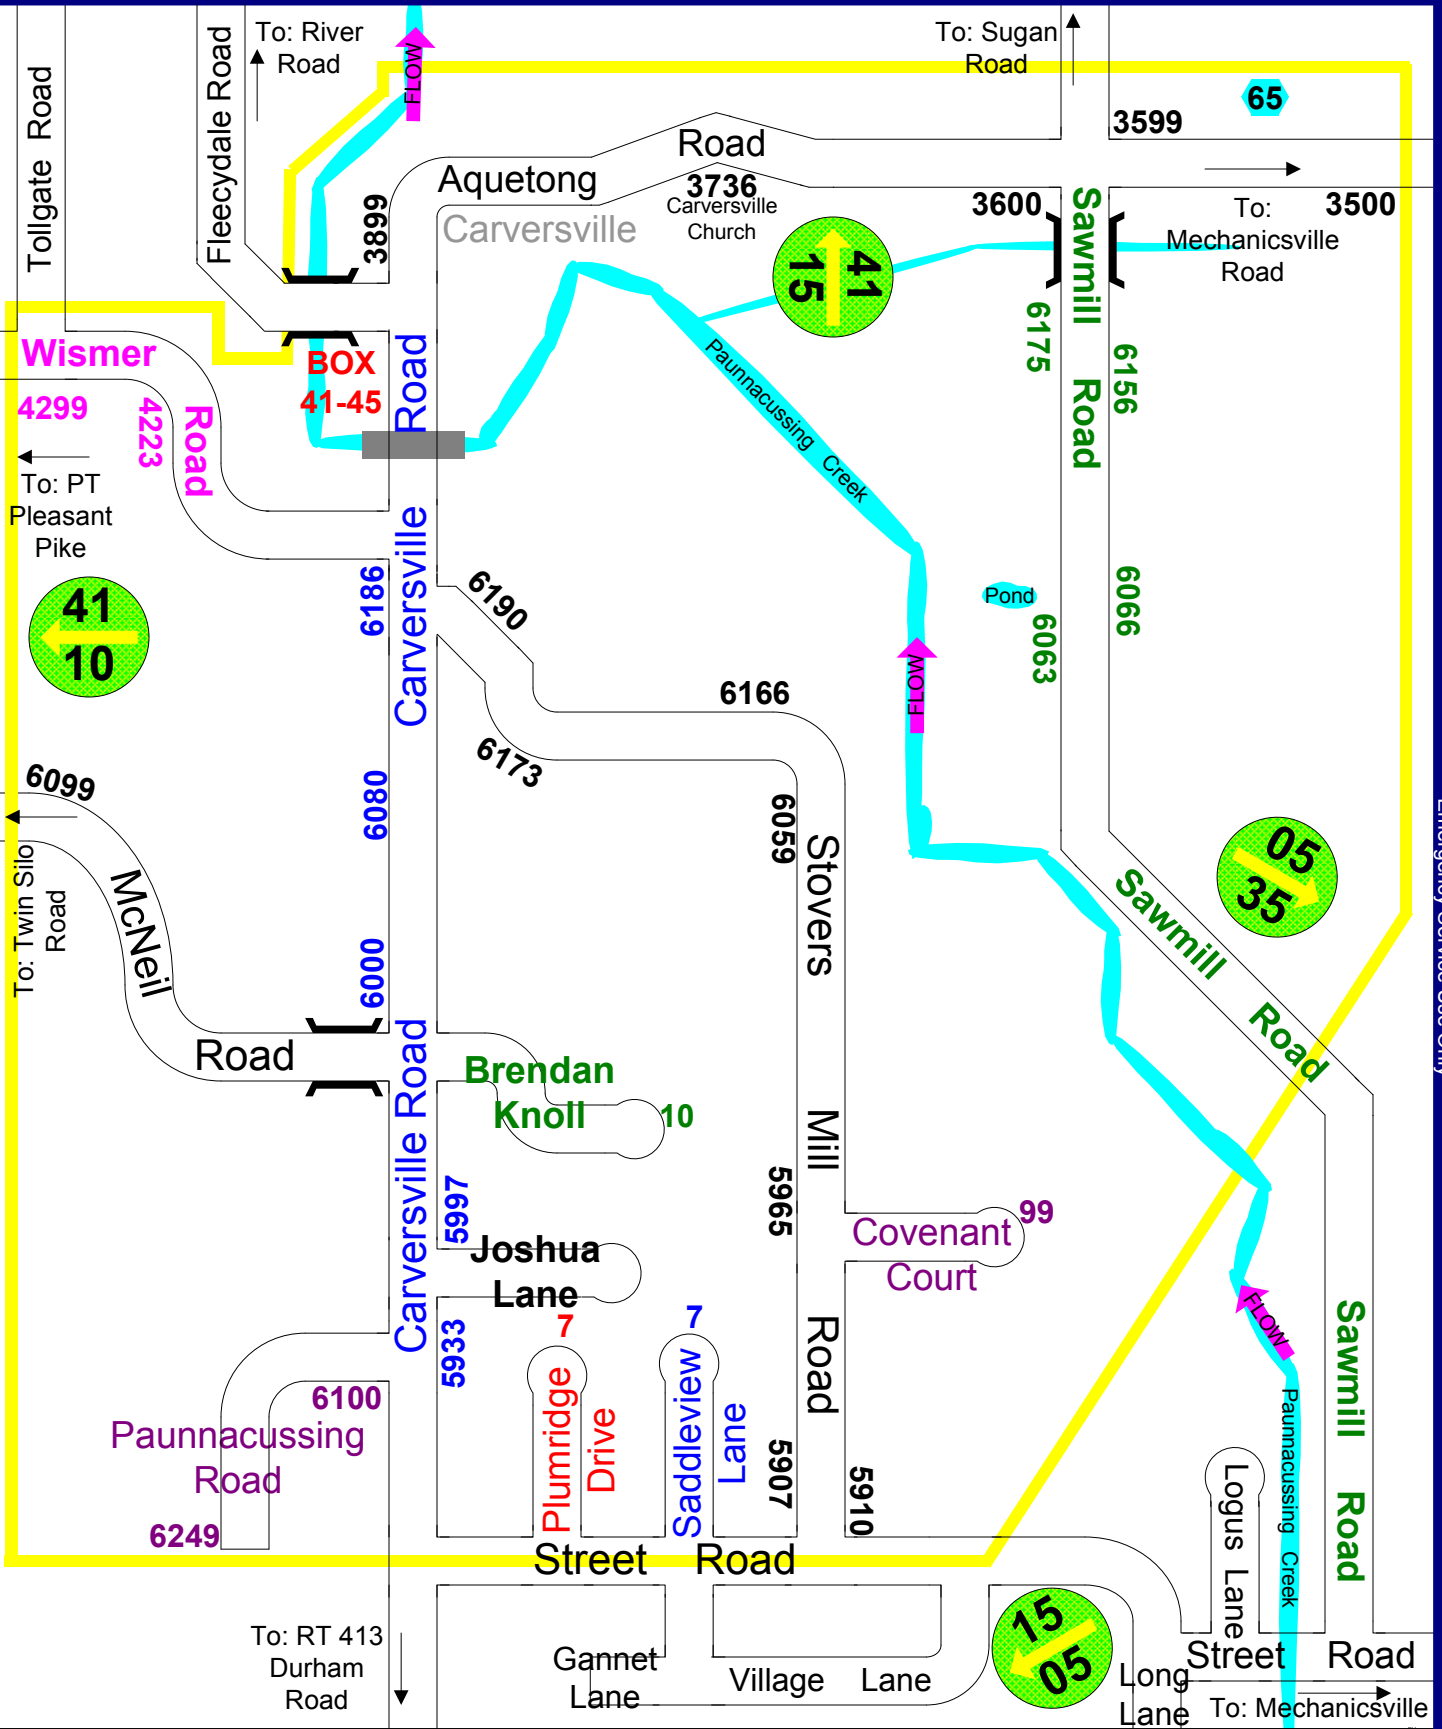 To: River
Road
FLOW
To: Sugan
Road
65
3599
Tollgate Road
Fleecydale Road
Road
Aquetong
3736
Carversville
Church
Carversville
3899
3600
To:
Mechanicsville
Road
3500
41
15
Sawmill Road
6175
6156
Wismer
Road
4299
4223
BOX
41-45
Road
To: PT
Pleasant
Pike
Paunnacussing Creek
Carversville
6186
6190
41
10
Pond
6066
6063
FLOW
6166
6173
6099
6080
6059
To: Twin Silo
Road
McNeil
Road
Stovers
Mill
Road
05
35
Sawmill Road
Emergency Service Use Only
6000
Carversville Road
Brendan
Knoll
10
5997
5965
Covenant
Court
99
Joshua
Lane
7
7
5933
6100
Paunnacussing
Road
6249
Plumridge
Drive
Saddleview
Lane
5907
5910
FLOW
Paunnacussing Creek
Sawmill Road
Logus Lane
Street Road
15
05
To: RT 413
Durham
Road
Gannet
Lane
Village Lane
Long
Lane
Street Road
To: Mechanicsville